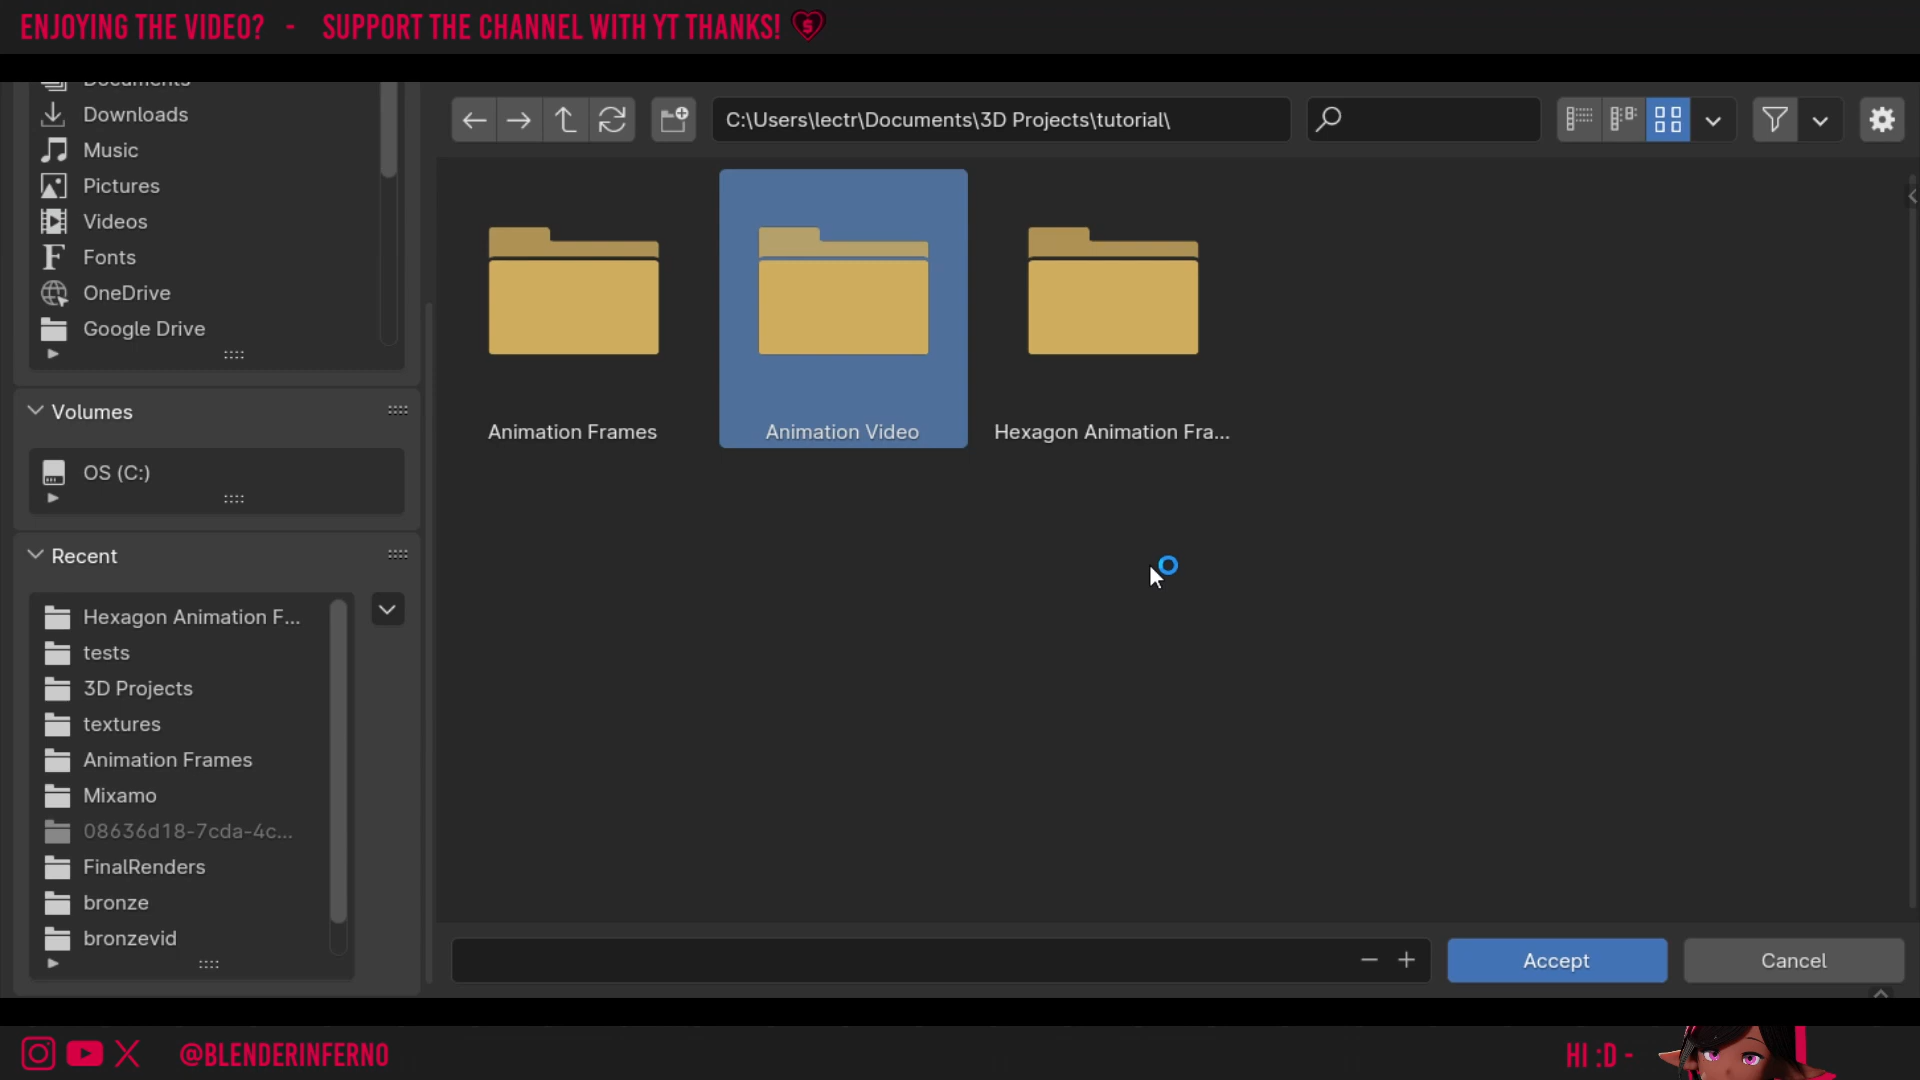 ENJOYING THE VIDEO? - SUPPORT THE CHANNEL WITH YT THANKS!
Documents
Downloads
Music
Pictures
Videos
Fonts
OneDrive
Google Drive
Volumes
OS (C:)
Recent
Hexagon Animation F...
tests
3D Projects
textures
Animation Frames
Mixamo
08636d18-7cda-4c...
FinalRenders
bronze
bronzevid
C:\Users\lectr\Documents\3D Projects\tutorial\
Animation Frames
Animation Video
Hexagon Animation Fra...
Accept
Cancel
@BLENDERINFERNO
HI :D -